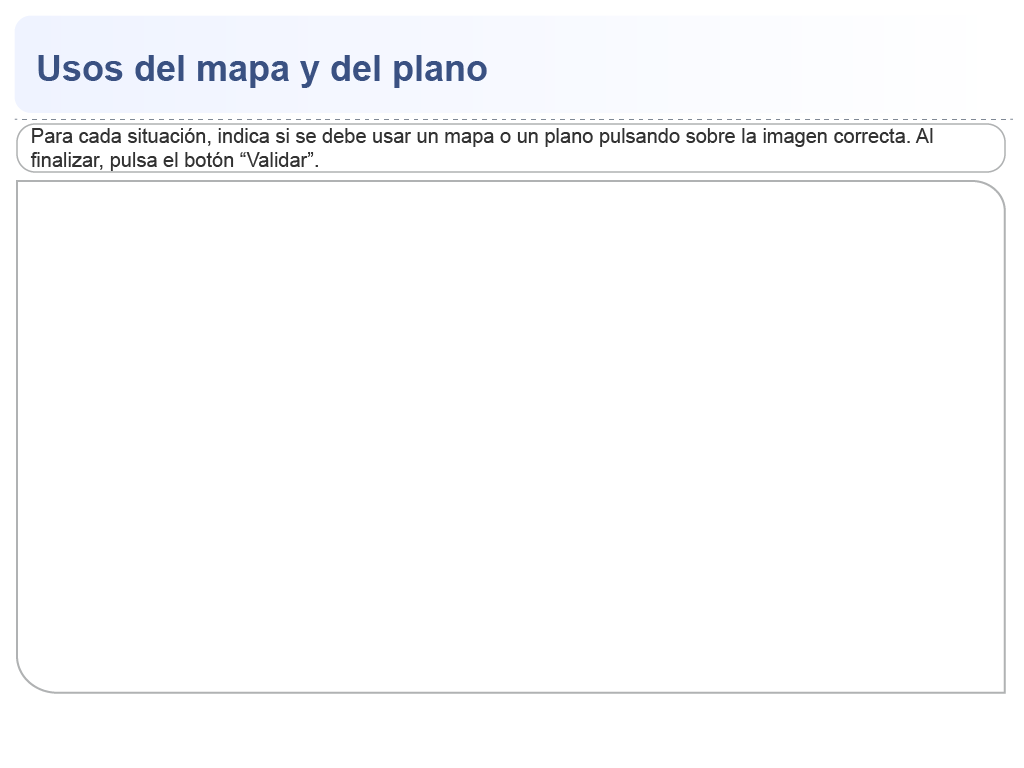 Usos del mapa y del plano
Para cada situación, indica si se debe usar un mapa o un plano pulsando sobre la imagen correcta. Al
finalizar, pulsa el botón “Validar”.